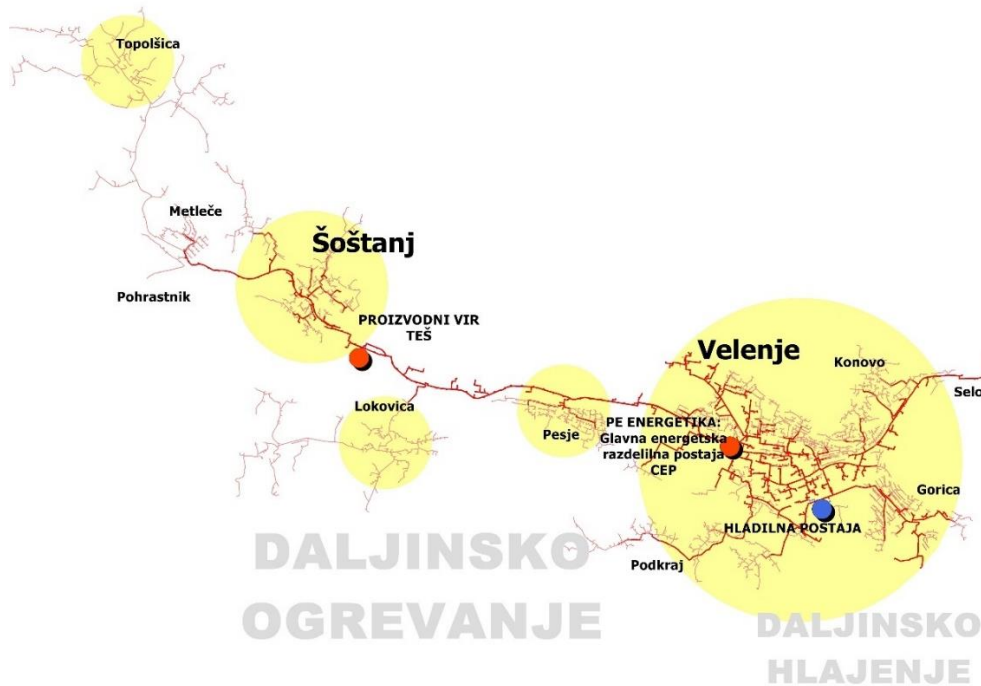 Topolšica
Metleče
Šoštanj
Pohrastnik
PROIZVODNI VIR
TEŠ
Velenje
Konovo
Selo
Lokovica
Pesje
PE ENERGETIKA:
Glavna energetska
razdelilna postaja
CEP
Gorica
HLADILNA POSTAJA
Podkraj
DALJINSKO
OGREVANJE
DALJINSKO
HLAJENJE